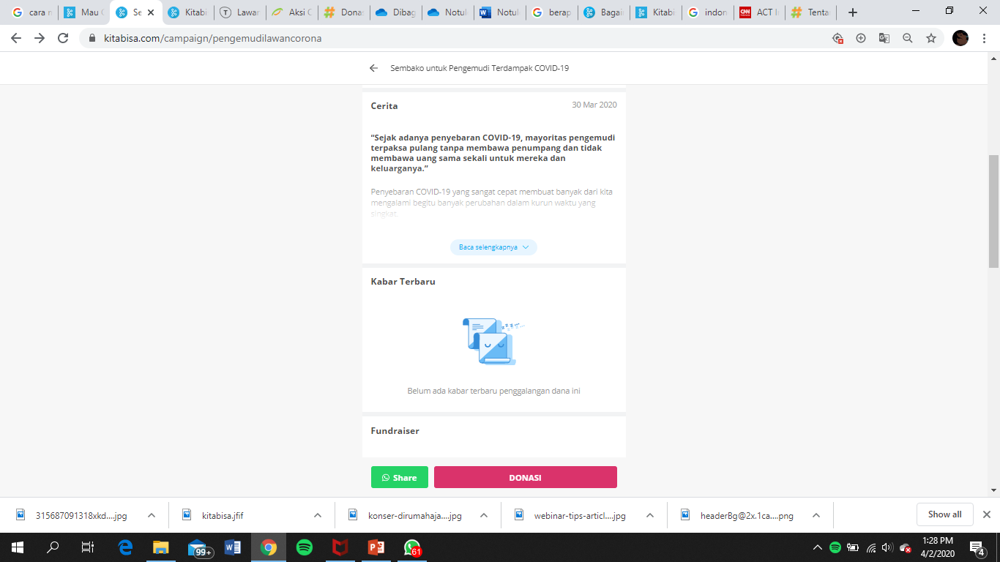 cara n
Mau C
Se
Kitabi
Lawar
Aksi C
Donas
Dibag
Notul
Notul
berap
Bagai
Kitabi
indon
ACT I
Tenta
kitabisa.com/campaign/pengemudilawancorona
Sembako untuk Pengemudi Terdampak COVID-19
Cerita
30 Mar 2020
“Sejak adanya penyebaran COVID-19, mayoritas pengemudi
terpaksa pulang tanpa membawa penumpang dan tidak
membawa uang sama sekali untuk mereka dan
keluarganya.”
Penyebaran COVID-19 yang sangat cepat membuat banyak dari kita
mengalami begitu banyak perubahan dalam kurun waktu yang
singkat.
Baca selengkapnya
Kabar Terbaru
Belum ada kabar terbaru penggalangan dana ini
Fundraiser
Share
DONASI
315687091318xkd....jpg
kitabisa.jfif
konser-dirumahaja....jpg
webinar-tips-articl....jpg
headerBg@2x.1ca....png
Show all
99+
61
1:28 PM
4/2/2020
4